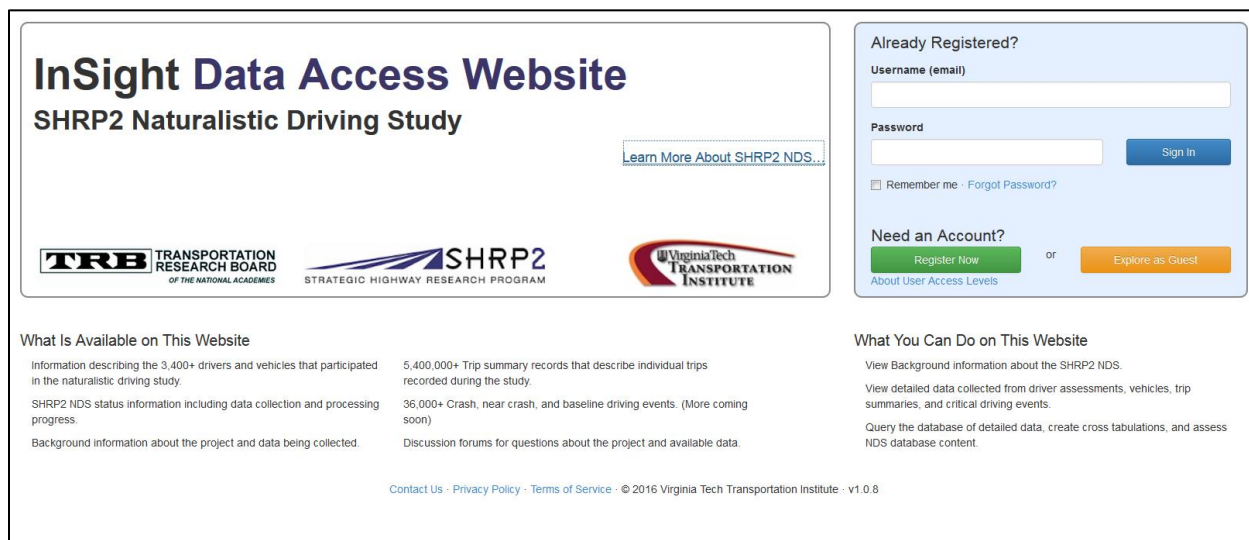 InSight Data Access Website
SHRP2 Naturalistic Driving Study
Learn More About SHRP2 NDS...
TRB TRANSPORTATION
RESEARCH BOARD
OF THE NATIONAL ACADEMIES
SHRP2
STRATEGIC HIGHWAY RESEARCH PROGRAM
VirginiaTech
TRANSPORTATION
INSTITUTE
Already Registered?
Username (email)
Password
Sign In
Remember me · Forgot Password?
Need an Account?
Register Now
or
Explore as Guest
About User Access Levels
What Is Available on This Website
Information describing the 3,400+ drivers and vehicles that participated
in the naturalistic driving study.
SHRP2 NDS status information including data collection and processing
progress.
Background information about the project and data being collected.
5,400,000+ Trip summary records that describe individual trips
recorded during the study.
36,000+ Crash, near crash, and baseline driving events. (More coming
soon)
Discussion forums for questions about the project and available data.
What You Can Do on This Website
View Background information about the SHRP2 NDS.
View detailed data collected from driver assessments, vehicles, trip
summaries, and critical driving events.
Query the database of detailed data, create cross tabulations, and assess
NDS database content.
Contact Us · Privacy Policy · Terms of Service · © 2016 Virginia Tech Transportation Institute · v1.0.8